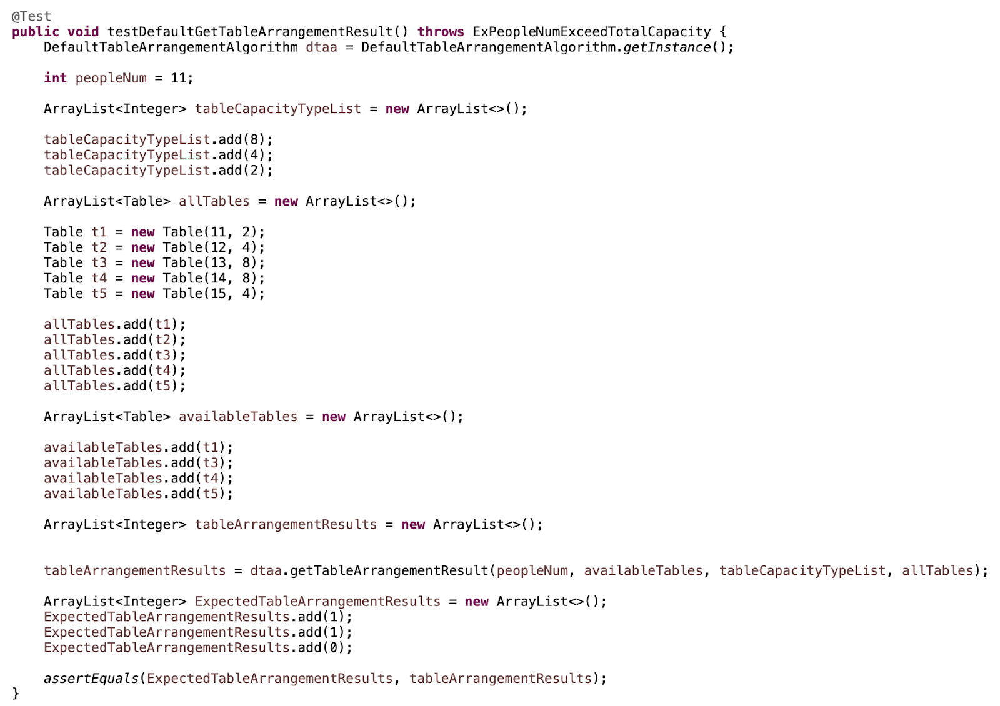 @Test
public void testDefaultGetTableArrangementResult() throws ExPeopleNumExceedTotalCapacity {
    DefaultTableArrangementAlgorithm dtaa = DefaultTableArrangementAlgorithm.getInstance();

    int peopleNum = 11;

    ArrayList<Integer> tableCapacityTypeList = new ArrayList<>();

    tableCapacityTypeList.add(8);
    tableCapacityTypeList.add(4);
    tableCapacityTypeList.add(2);

    ArrayList<Table> allTables = new ArrayList<>();

    Table t1 = new Table(11, 2);
    Table t2 = new Table(12, 4);
    Table t3 = new Table(13, 8);
    Table t4 = new Table(14, 8);
    Table t5 = new Table(15, 4);

    allTables.add(t1);
    allTables.add(t2);
    allTables.add(t3);
    allTables.add(t4);
    allTables.add(t5);

    ArrayList<Table> availableTables = new ArrayList<>();

    availableTables.add(t1);
    availableTables.add(t3);
    availableTables.add(t4);
    availableTables.add(t5);

    ArrayList<Integer> tableArrangementResults = new ArrayList<>();


    tableArrangementResults = dtaa.getTableArrangementResult(peopleNum, availableTables, tableCapacityTypeList, allTables);

    ArrayList<Integer> ExpectedTableArrangementResults = new ArrayList<>();
    ExpectedTableArrangementResults.add(1);
    ExpectedTableArrangementResults.add(1);
    ExpectedTableArrangementResults.add(0);

    assertEquals(ExpectedTableArrangementResults, tableArrangementResults);
}